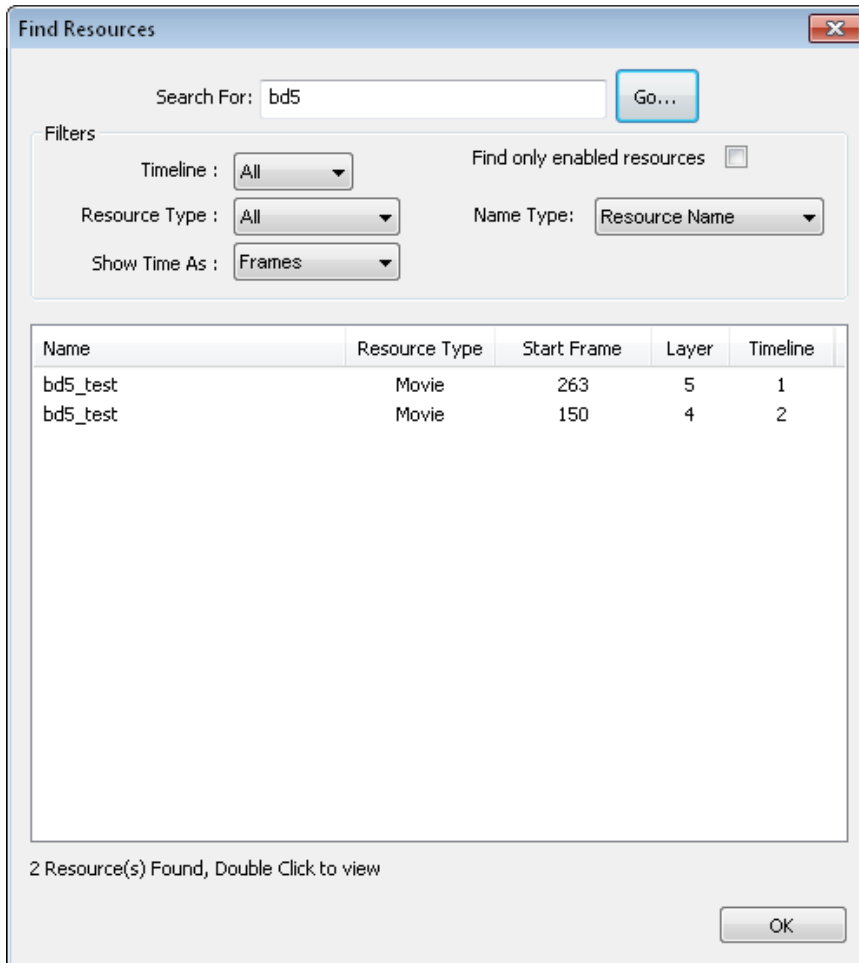 Find Resources
Search For: bd5 Go...
Filters
Timeline : All Find only enabled resources
Resource Type : All Name Type: Resource Name
Show Time As : Frames
Name Resource Type Start Frame Layer Timeline
bd5_test Movie 263 5 1
bd5_test Movie 150 4 2
2 Resource(s) Found, Double Click to view
OK